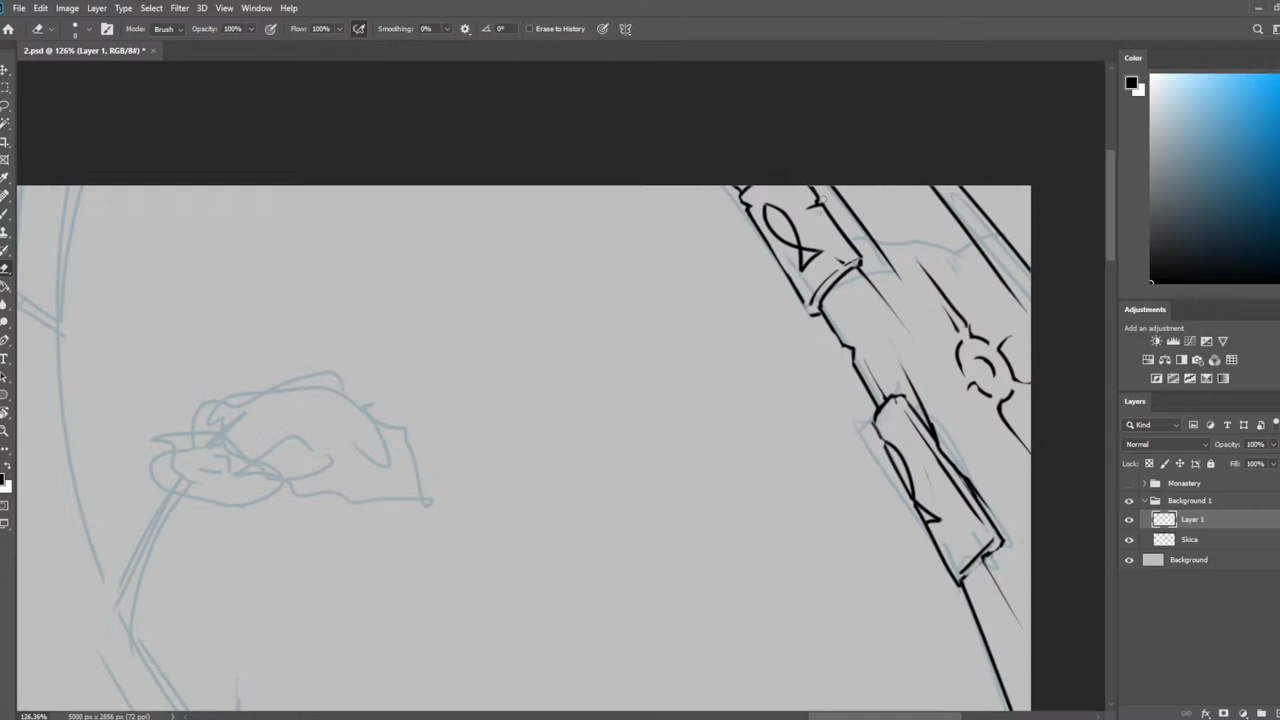 File Edit Image Layer Type Select Filter 3D View Window Help
8 Mode: Brush Opacity: 100% Flow: 100% Smoothing: 0% 0° Erase to History
2.psd @ 126% (Layer 1, RGB/8#) * ×
Color
Adjustments
Add an adjustment
Layers
Kind
Normal Opacity: 100%
Lock: Fill: 100%
Monastery
Background 1
Layer 1
Skica
Background
126.36% 5000 px x 2856 px (72 ppi)